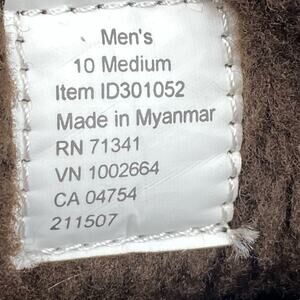 Men's
10 Medium
Item ID301052
Made in Myanmar
RN 71341
VN 1002664
CA 04754
211507